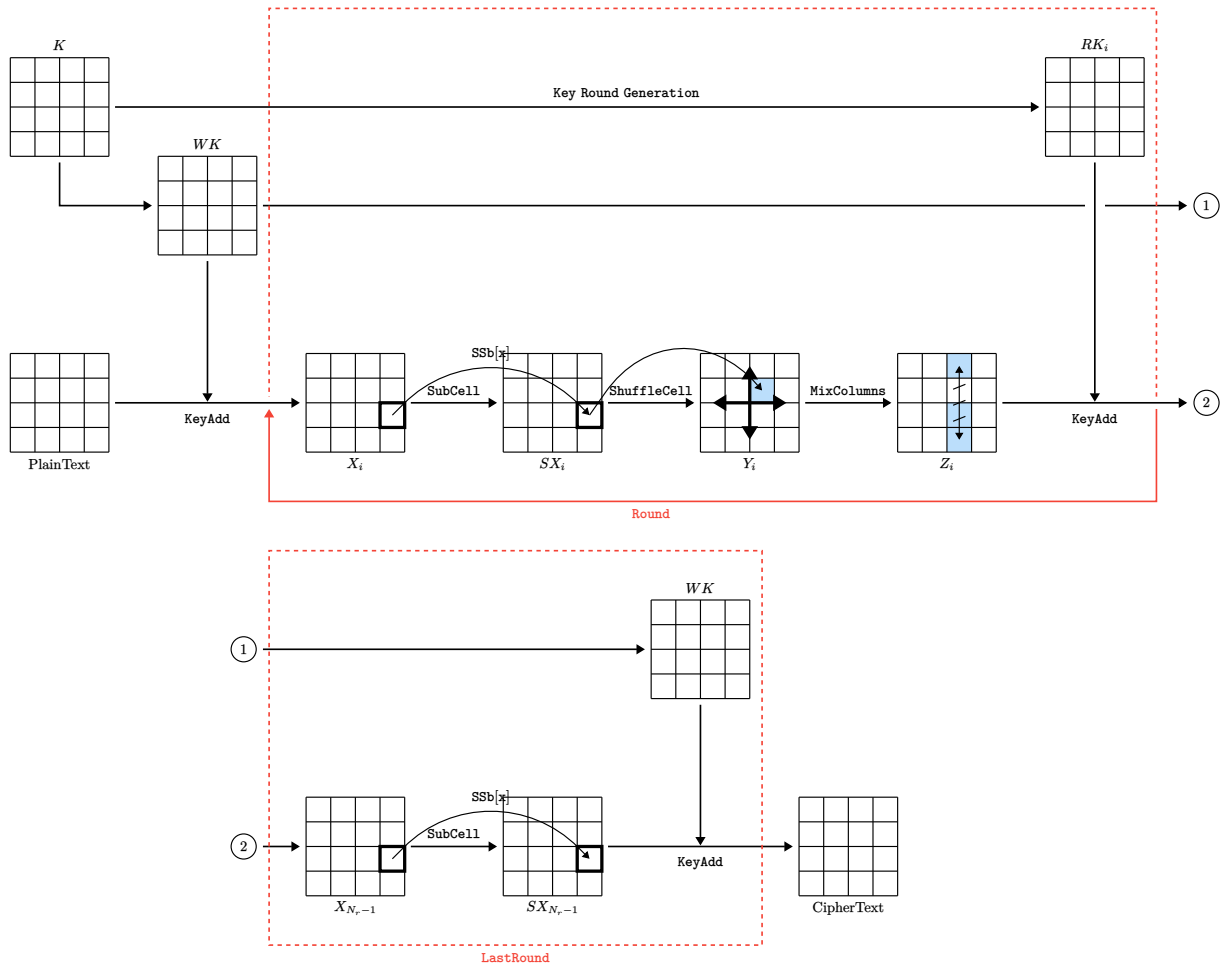 K
RK_i
Key Round Generation
WK
1
SSb[x]
SubCell
ShuffleCell
MixColumns
2
KeyAdd
KeyAdd
PlainText
X_i
SX_i
Y_i
Z_i
Round
WK
1
SSb[x]
SubCell
2
KeyAdd
X_{N_r-1}
SX_{N_r-1}
CipherText
LastRound